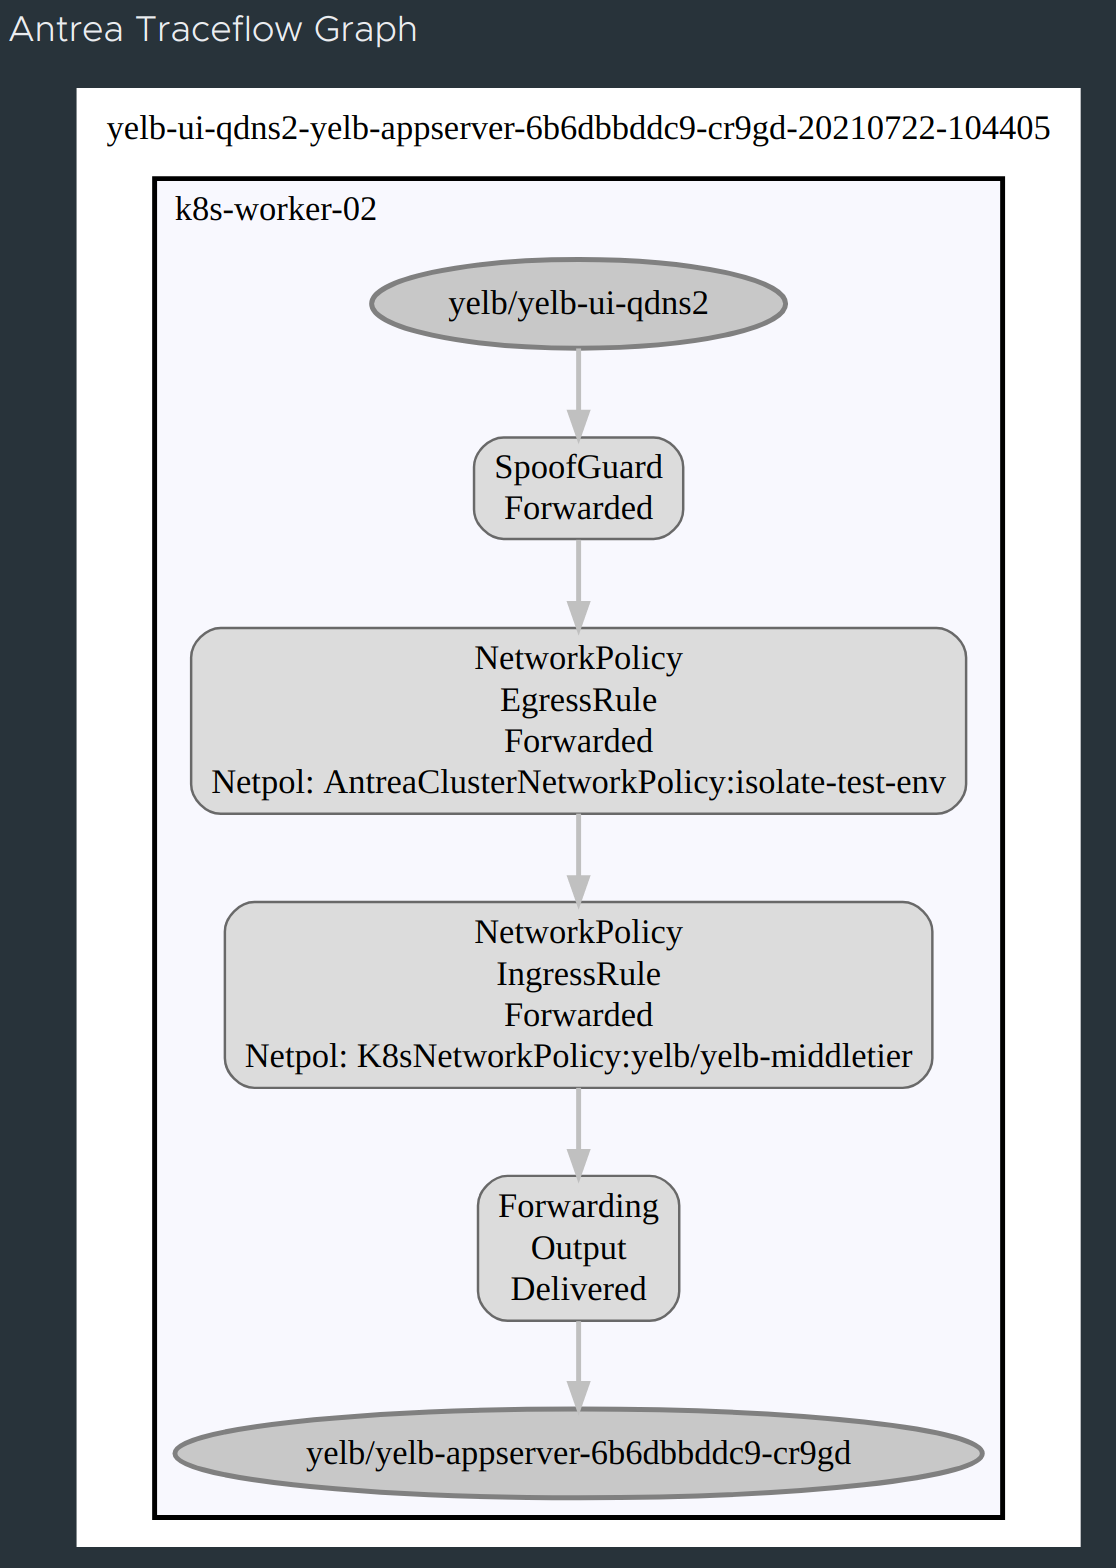 Antrea Traceflow Graph
yelb-ui-qdns2-yelb-appserver-6b6dbbddc9-cr9gd-20210722-104405
k8s-worker-02
yelb/yelb-ui-qdns2
SpoofGuard
Forwarded
NetworkPolicy
EgressRule
Forwarded
Netpol: AntreaClusterNetworkPolicy:isolate-test-env
NetworkPolicy
IngressRule
Forwarded
Netpol: K8sNetworkPolicy:yelb/yelb-middletier
Forwarding
Output
Delivered
yelb/yelb-appserver-6b6dbbddc9-cr9gd